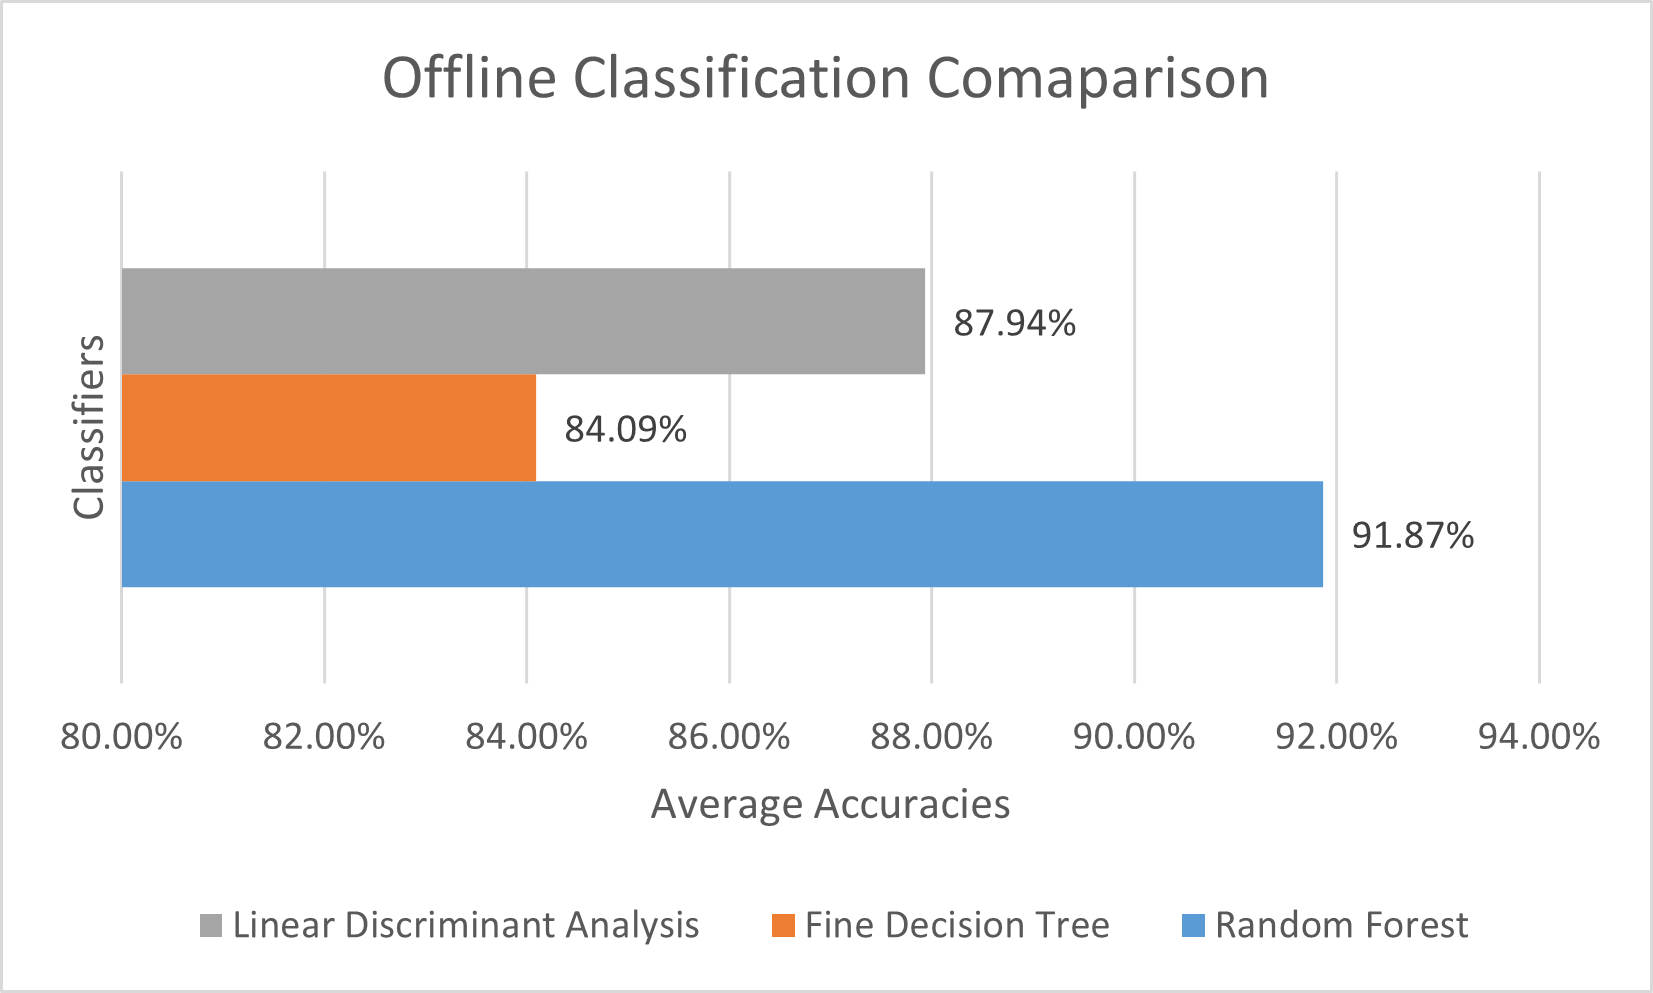 Offline Classification Comaparison
Classifiers
87.94%
84.09%
91.87%
80.00% 82.00% 84.00% 86.00% 88.00% 90.00% 92.00% 94.00%
Average Accuracies
Linear Discriminant Analysis Fine Decision Tree Random Forest